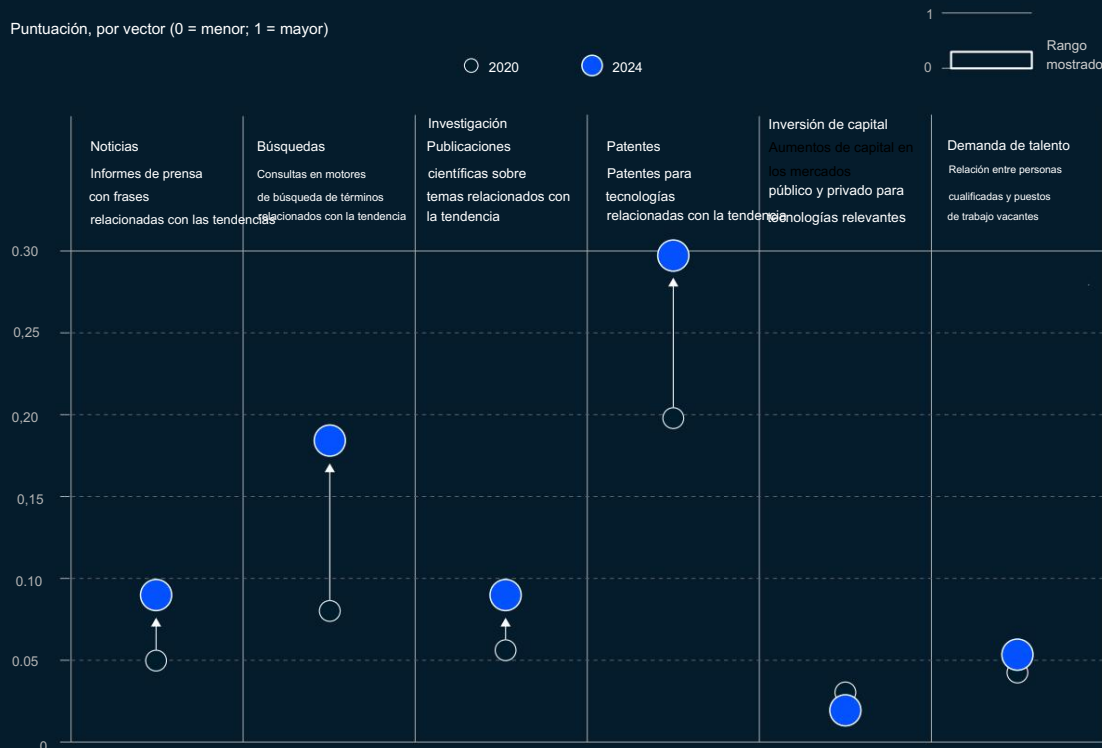 Puntuación, por vector (0 = menor; 1 = mayor)
2020
2024
1
0
Rango
mostrado
Noticias
Informes de prensa
con frases
relacionadas con las tendencias
Búsquedas
Consultas en motores
de búsqueda de términos
relacionados con la tendencia
Investigación
Publicaciones
científicas sobre
temas relacionados con
la tendencia
Patentes
Patentes para
tecnologías
relacionadas con la tendencia
Inversión de capital
Aumentos de capital en
los mercados
público y privado para
tecnologías relevantes
Demanda de talento
Relación entre personas
cualificadas y puestos
de trabajo vacantes
0.30
0,25
0,20
0,15
0.10
0.05
0